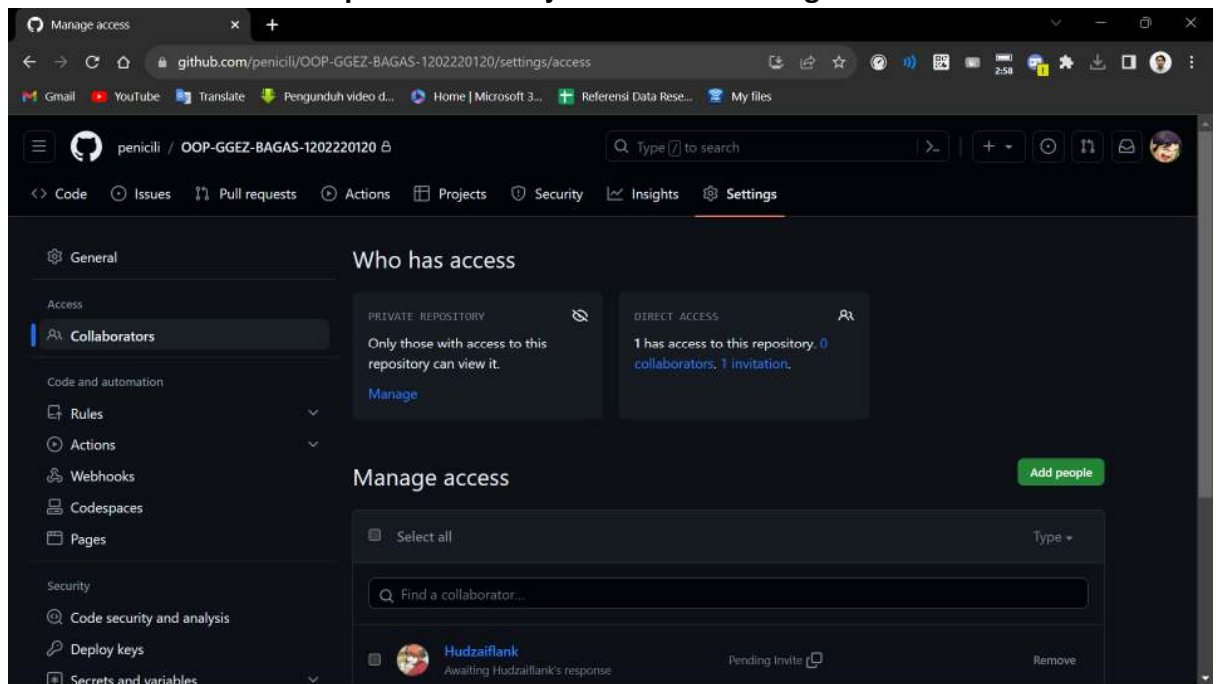 Manage access
github.com/penicili/OOP-GGEZ-BAGAS-1202220120/settings/access
2:58
Gmail YouTube Translate Pengunduh video d... Home | Microsoft 3... Referensi Data Rese... My files
penicili / OOP-GGEZ-BAGAS-1202220120
Type / to search
Code Issues Pull requests Actions Projects Security Insights Settings
General
Access
Collaborators
Code and automation
Rules
Actions
Webhooks
Codespaces
Pages
Security
Code security and analysis
Deploy keys
Secrets and variables
Who has access
PRIVATE REPOSITORY
Only those with access to this
repository can view it.
Manage
DIRECT ACCESS
1 has access to this repository. 0
collaborators. 1 invitation.
Manage access
Add people
Select all
Type
Find a collaborator...
Hudzaiflank
Awaiting Hudzaiflank's response
Pending Invite
Remove